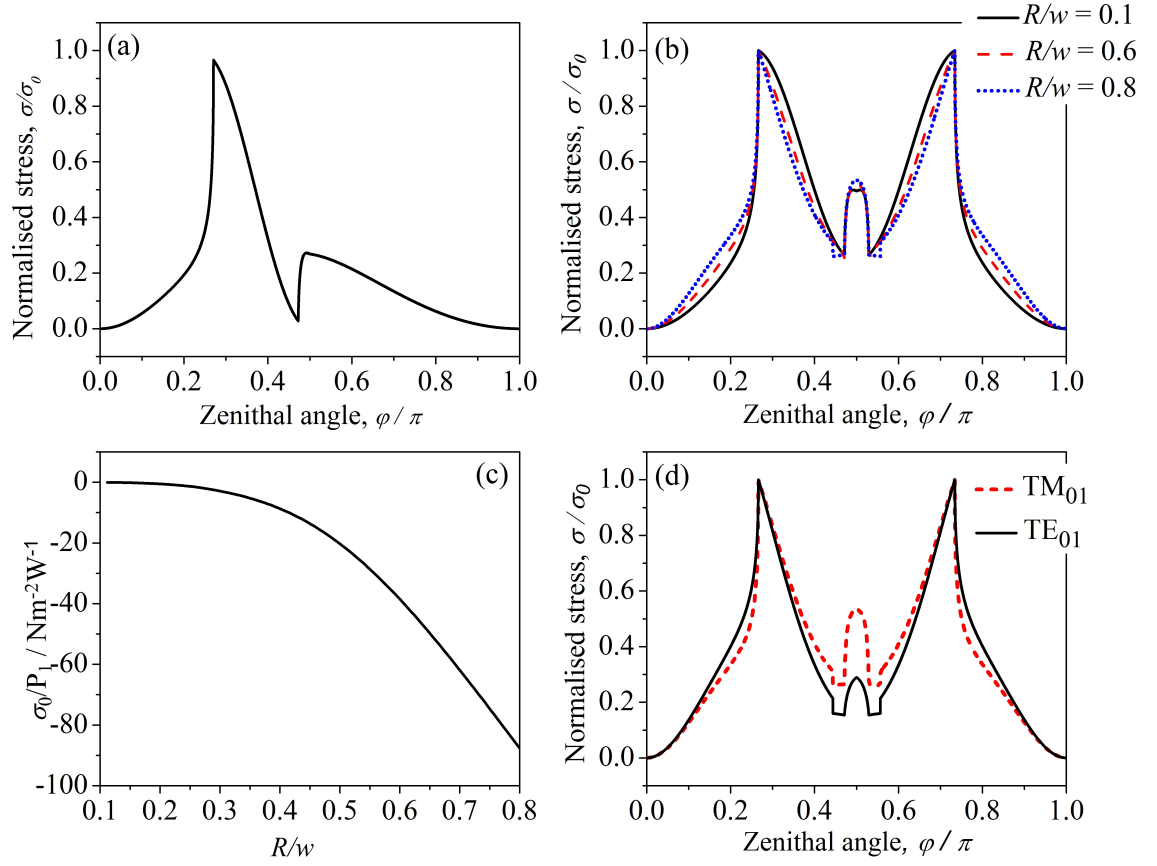 (a)
Normalised stress, σ/σ₀
1.0
0.8
0.6
0.4
0.2
0.0
0.0 0.2 0.4 0.6 0.8 1.0
Zenithal angle, φ / π
(b)
R/w = 0.1
R/w = 0.6
R/w = 0.8
Normalised stress, σ / σ₀
1.0
0.8
0.6
0.4
0.2
0.0
0.0 0.2 0.4 0.6 0.8 1.0
Zenithal angle, φ / π
(c)
σ₀/P₁ / Nm⁻²W⁻¹
0
-20
-40
-60
-80
-100
0.1 0.2 0.3 0.4 0.5 0.6 0.7 0.8
R/w
(d)
TM₀₁
TE₀₁
Normalised stress, σ / σ₀
1.0
0.8
0.6
0.4
0.2
0.0
0.0 0.2 0.4 0.6 0.8 1.0
Zenithal angle, φ / π